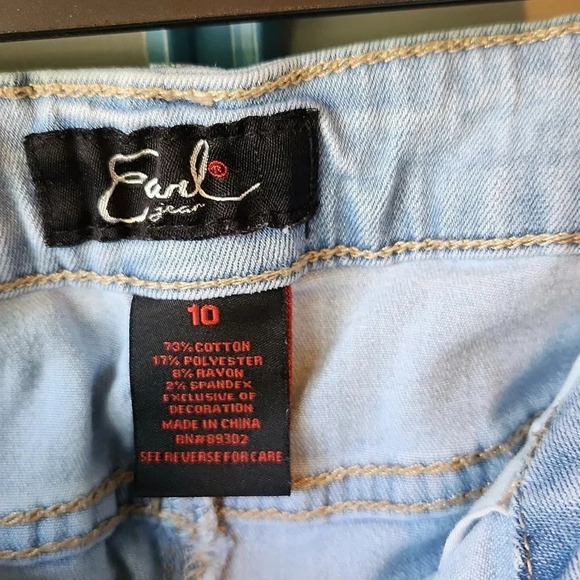 Earl ®
jean
10
73% COTTON
17% POLYESTER
8% RAYON
2% SPANDEX
EXCLUSIVE OF
DECORATION
MADE IN CHINA
RN#89302
SEE REVERSE FOR CARE